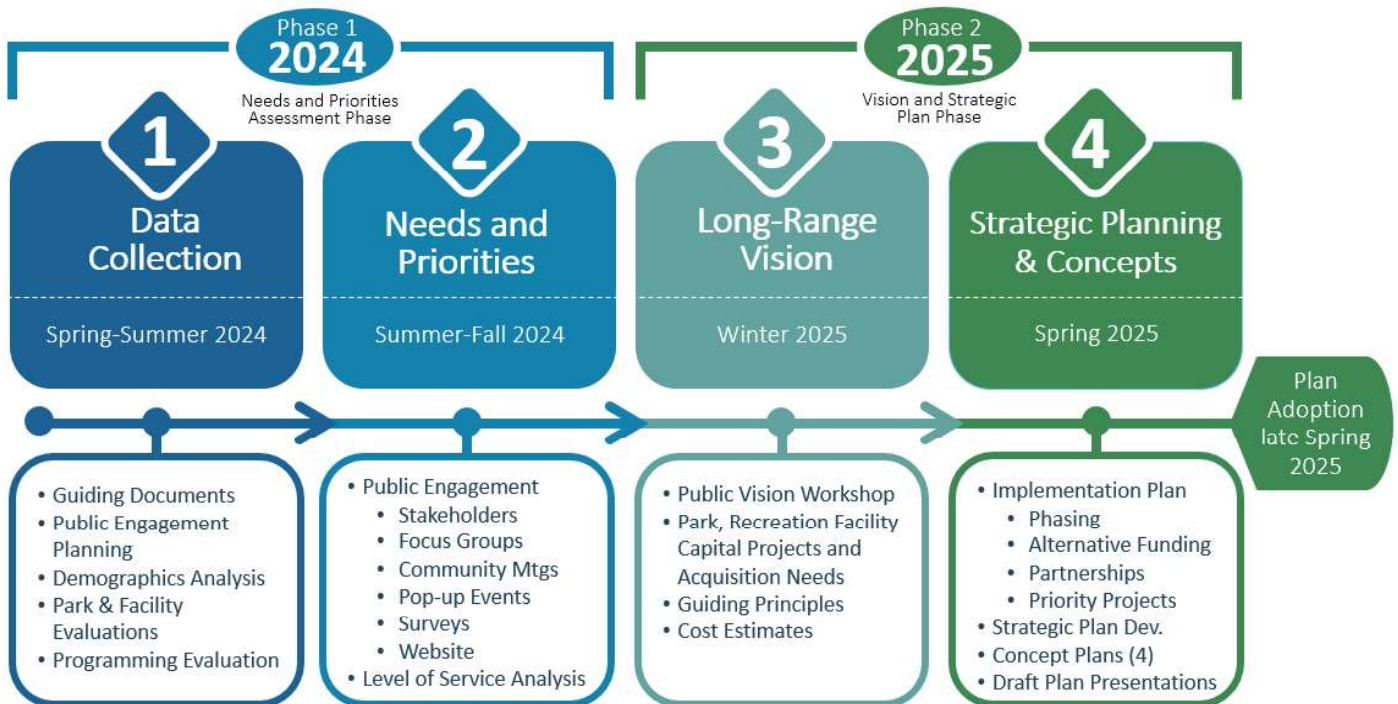 Phase 1
2024
Needs and Priorities
Assessment Phase
Phase 2
2025
Vision and Strategic
Plan Phase
1
Data
Collection
Spring-Summer 2024
2
Needs and
Priorities
Summer-Fall 2024
3
Long-Range
Vision
Winter 2025
4
Strategic Planning
& Concepts
Spring 2025
Plan
Adoption
late Spring
2025
• Guiding Documents
• Public Engagement
Planning
• Demographics Analysis
• Park & Facility
Evaluations
• Programming Evaluation
• Public Engagement
• Stakeholders
• Focus Groups
• Community Mtgs
• Pop-up Events
• Surveys
• Website
• Level of Service Analysis
• Public Vision Workshop
• Park, Recreation Facility
Capital Projects and
Acquisition Needs
• Guiding Principles
• Cost Estimates
• Implementation Plan
• Phasing
• Alternative Funding
• Partnerships
• Priority Projects
• Strategic Plan Dev.
• Concept Plans (4)
• Draft Plan Presentations